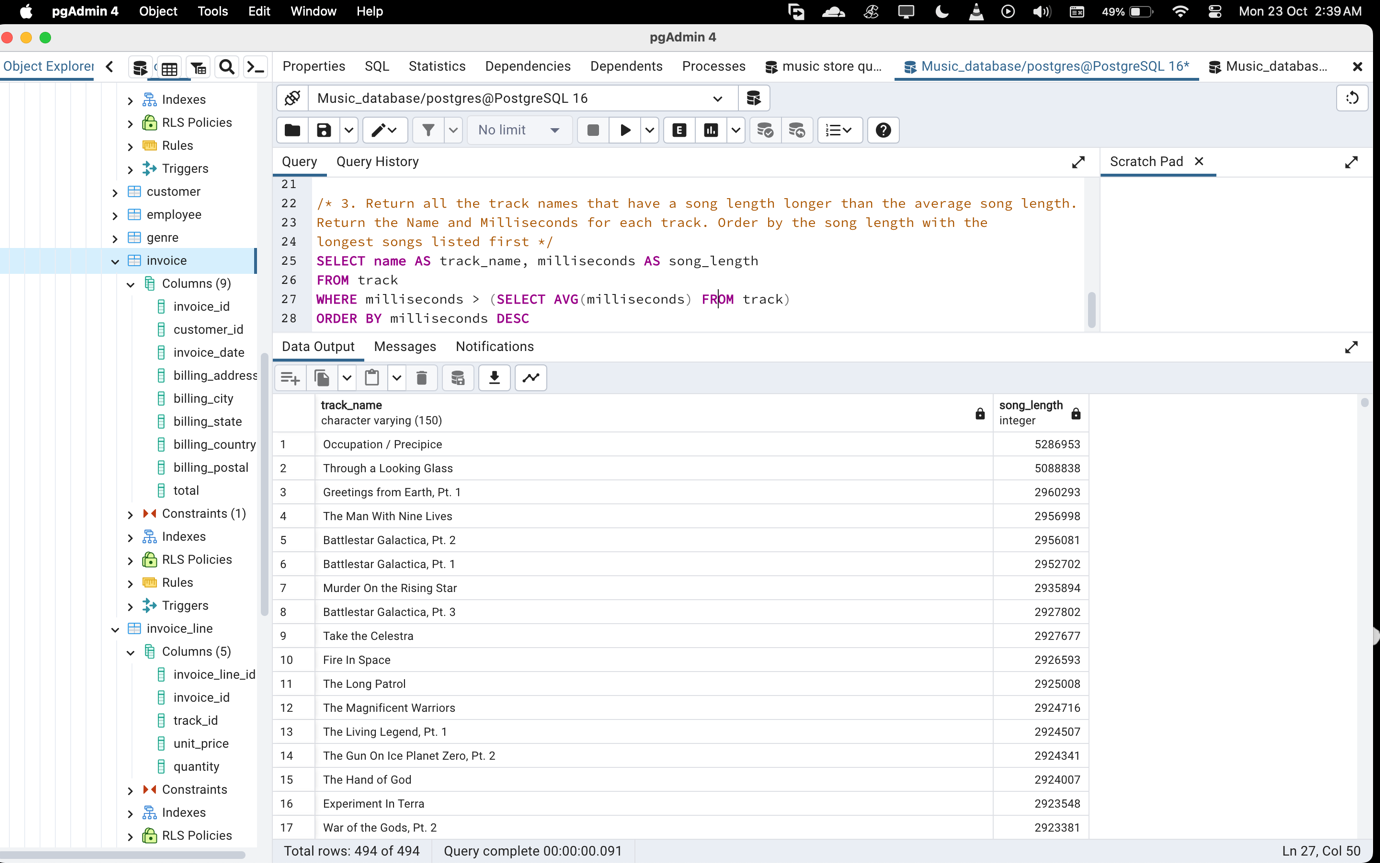 pgAdmin 4 Object Tools Edit Window Help 49% Mon 23 Oct 2:39 AM
pgAdmin 4
Object Explorer Properties SQL Statistics Dependencies Dependents Processes music store qu... Music_database/postgres@PostgreSQL 16* Music_databas...
Music_database/postgres@PostgreSQL 16
No limit
Query Query History Scratch Pad
21
22 /* 3. Return all the track names that have a song length longer than the average song length.
23 Return the Name and Milliseconds for each track. Order by the song length with the
24 longest songs listed first */
25 SELECT name AS track_name, milliseconds AS song_length
26 FROM track
27 WHERE milliseconds > (SELECT AVG(milliseconds) FROM track)
28 ORDER BY milliseconds DESC
Indexes
RLS Policies
Rules
Triggers
customer
employee
genre
invoice
Columns (9)
invoice_id
customer_id
invoice_date
billing_address
billing_city
billing_state
billing_country
billing_postal
total
Constraints (1)
Indexes
RLS Policies
Rules
Triggers
invoice_line
Columns (5)
invoice_line_id
invoice_id
track_id
unit_price
quantity
Constraints
Indexes
RLS Policies
Data Output Messages Notifications
track_name song_length
character varying (150) integer
1 Occupation / Precipice 5286953
2 Through a Looking Glass 5088838
3 Greetings from Earth, Pt. 1 2960293
4 The Man With Nine Lives 2956998
5 Battlestar Galactica, Pt. 2 2956081
6 Battlestar Galactica, Pt. 1 2952702
7 Murder On the Rising Star 2935894
8 Battlestar Galactica, Pt. 3 2927802
9 Take the Celestra 2927677
10 Fire In Space 2926593
11 The Long Patrol 2925008
12 The Magnificent Warriors 2924716
13 The Living Legend, Pt. 1 2924507
14 The Gun On Ice Planet Zero, Pt. 2 2924341
15 The Hand of God 2924007
16 Experiment In Terra 2923548
17 War of the Gods, Pt. 2 2923381
Total rows: 494 of 494 Query complete 00:00:00.091 Ln 27, Col 50